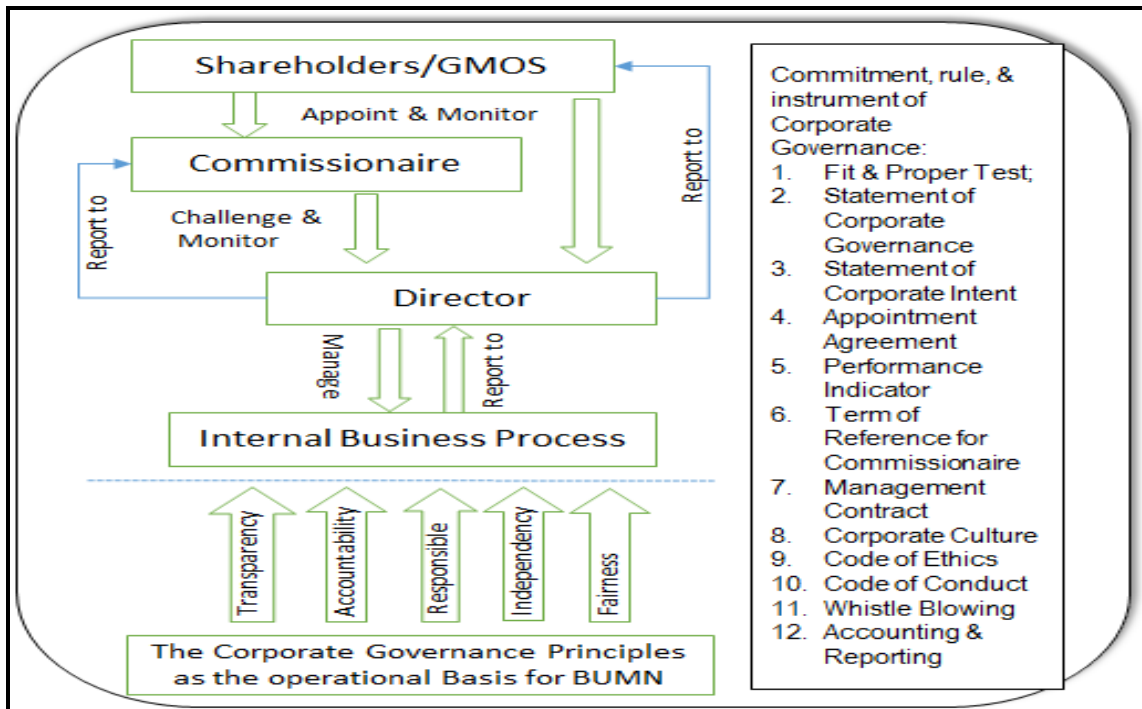 Shareholders/GMOS
Appoint & Monitor
Commissionaire
Challenge &
Monitor
Report to
Report to
Director
Manage
Report to
Internal Business Process
Transparency
Accountability
Responsible
Independency
Fairness
The Corporate Governance Principles
as the operational Basis for BUMN
Commitment, rule, &
instrument of
Corporate
Governance:
1. Fit & Proper Test;
2. Statement of
Corporate
Governance
3. Statement of
Corporate Intent
4. Appointment
Agreement
5. Performance
Indicator
6. Term of
Reference for
Commissionaire
7. Management
Contract
8. Corporate Culture
9. Code of Ethics
10. Code of Conduct
11. Whistle Blowing
12. Accounting &
Reporting